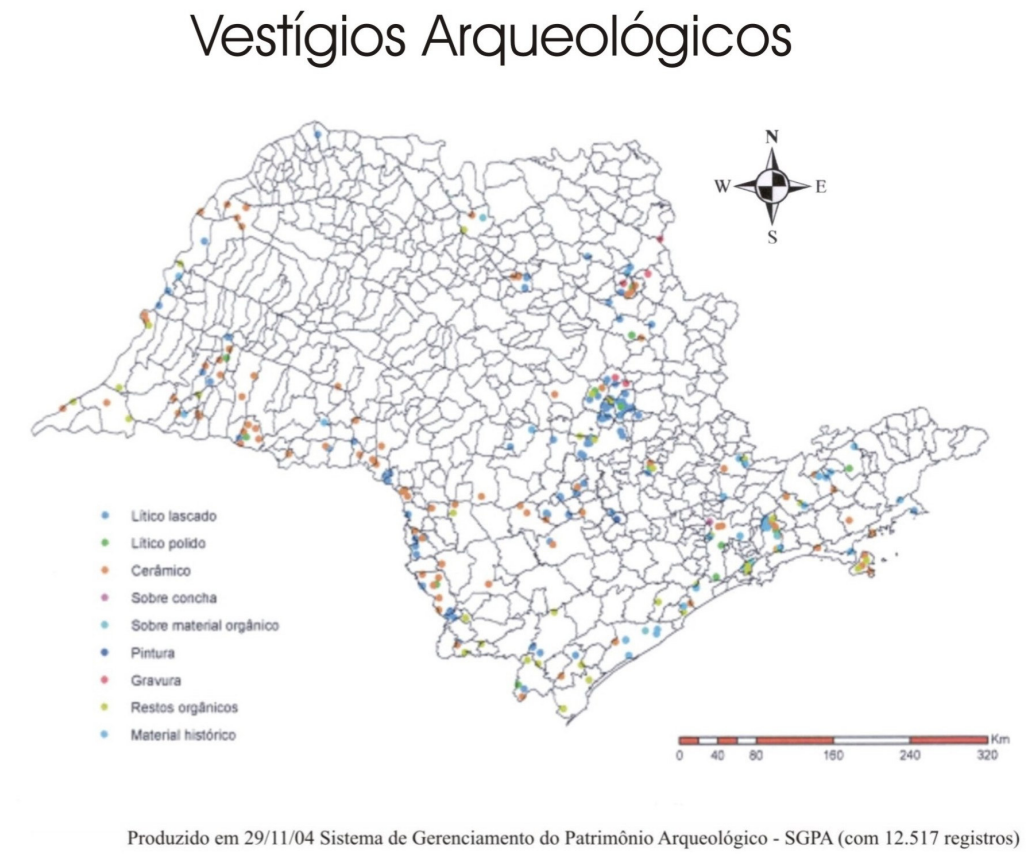 Vestígios Arqueológicos
N
W E
S
Lítico lascado
Lítico polido
Cerâmico
Sobre concha
Sobre material orgânico
Pintura
Gravura
Restos orgânicos
Material histórico
Km
0 40 80 160 240 320
Produzido em 29/11/04 Sistema de Gerenciamento do Patrimônio Arqueológico - SGPA (com 12.517 registros)